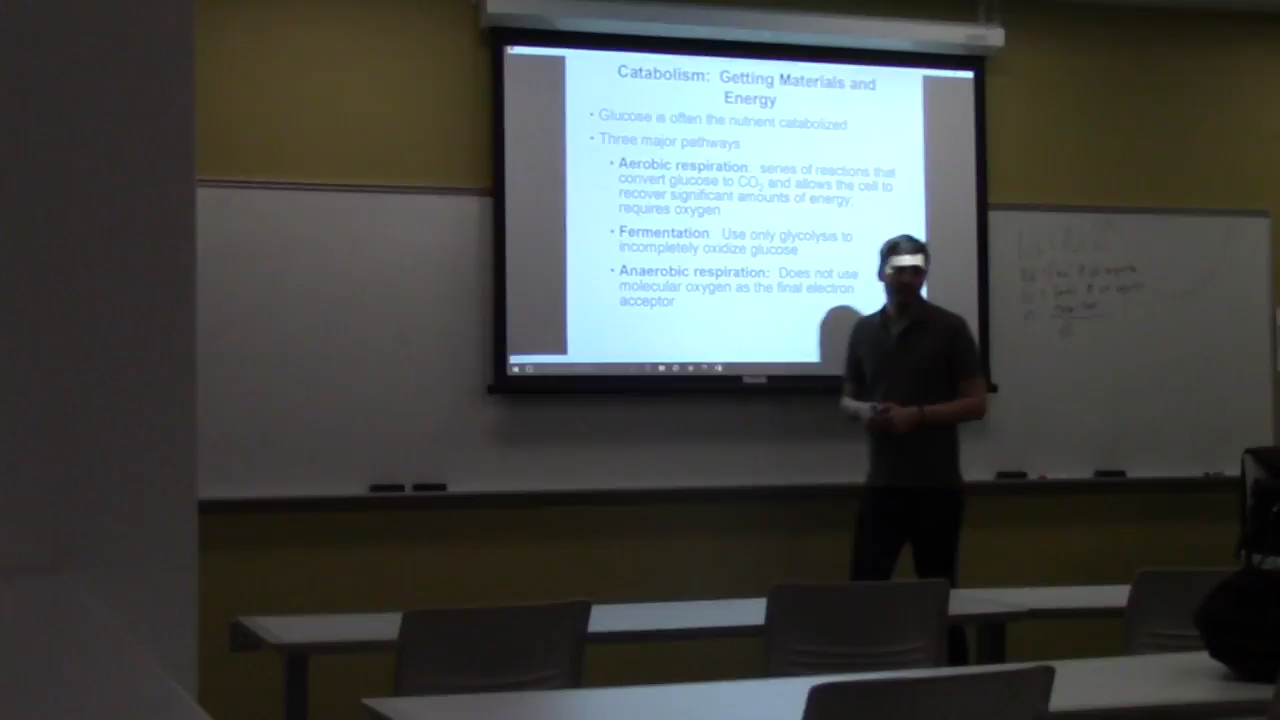 Catabolism: Getting Materials and
Energy
• Glucose is often the nutrient catabolized
• Three major pathways
• Aerobic respiration: series of reactions that
convert glucose to CO2 and allows the cell to
recover significant amounts of energy;
requires oxygen
• Fermentation: Use only glycolysis to
incompletely oxidize glucose
• Anaerobic respiration: Does not use
molecular oxygen as the final electron
acceptor